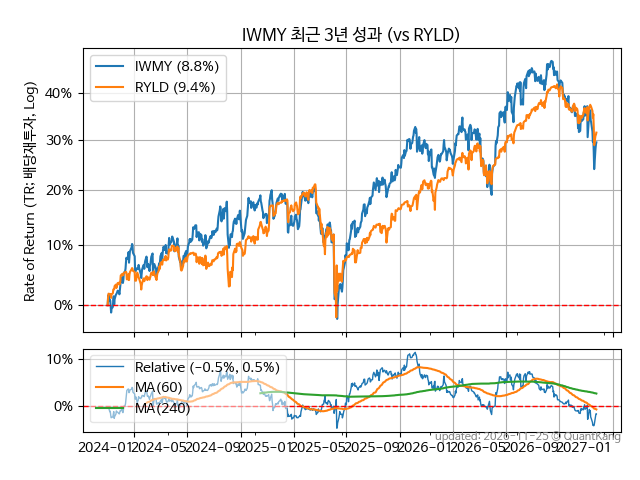 IWMY 최근 3년 성과 (vs RYLD)
Rate of Return (TR: 배당재투자, Log)
IWMY (8.8%)
RYLD (9.4%)
40%
30%
20%
10%
0%
Relative (−0.5%, 0.5%)
MA(60)
MA(240)
10%
0%
2024−01 2024−05 2024−09 2025−01 2025−05 2025−09 2026−01 2026−05 2026−09 2027−01
updated: 2026−11−25 © QuantKang